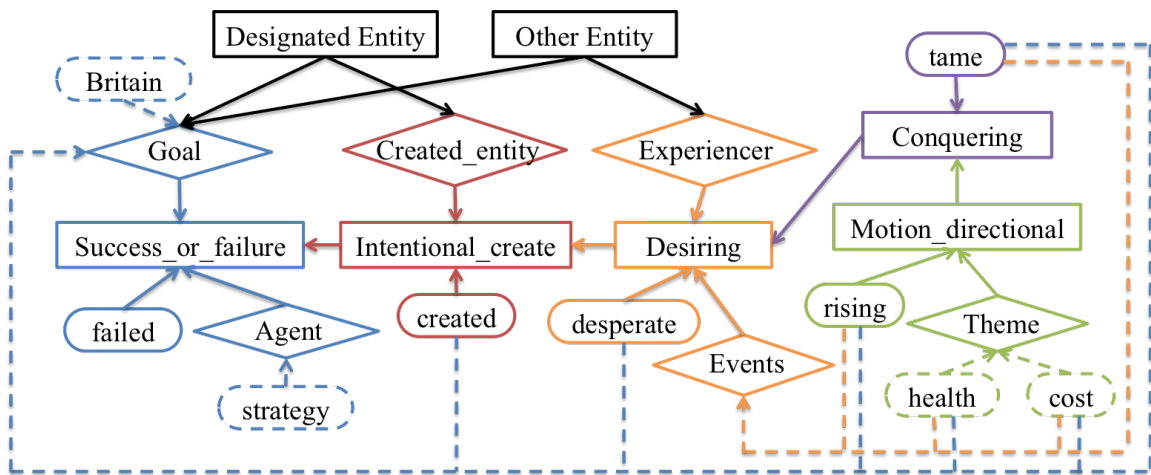 Designated Entity
Other Entity
tame
Britain
Goal
Created_entity
Experiencer
Conquering
Success_or_failure
Intentional_create
Desiring
Motion_directional
failed
Agent
created
desperate
Events
rising
Theme
strategy
health
cost